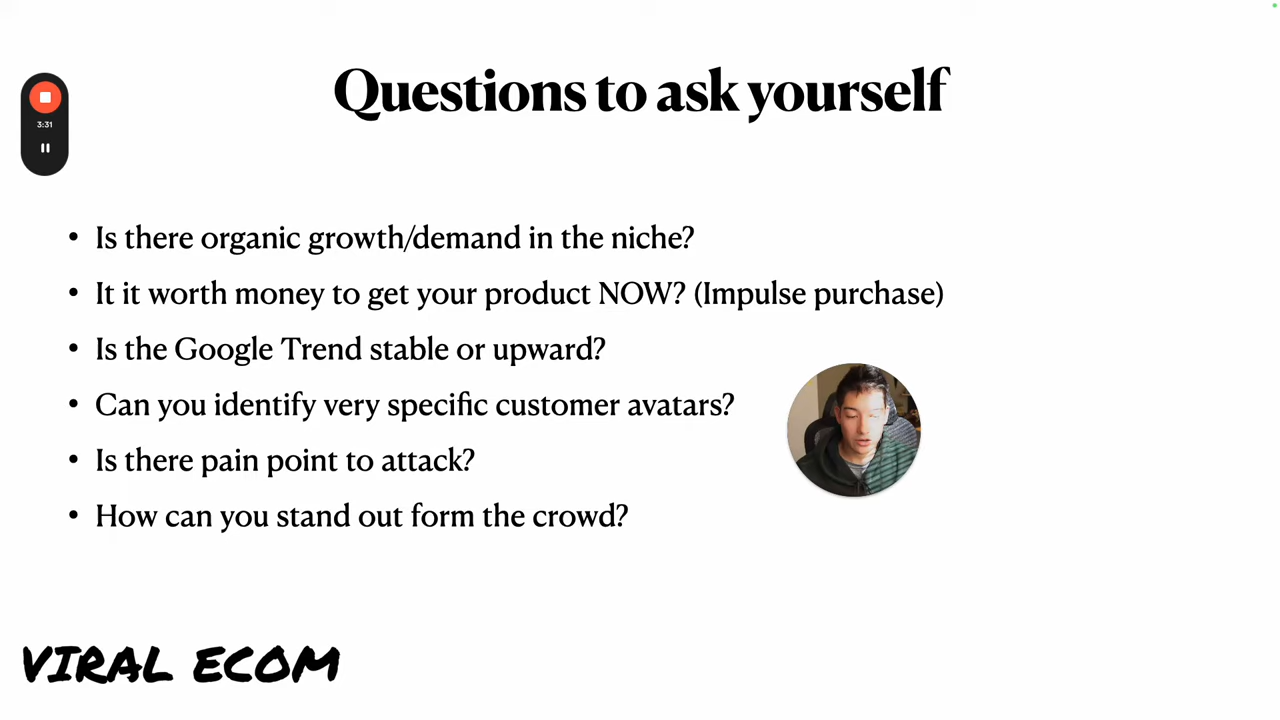 Questions to ask yourself
3:31
• Is there organic growth/demand in the niche?
• It it worth money to get your product NOW? (Impulse purchase)
• Is the Google Trend stable or upward?
• Can you identify very specific customer avatars?
• Is there pain point to attack?
• How can you stand out form the crowd?
VIRAL ECOM